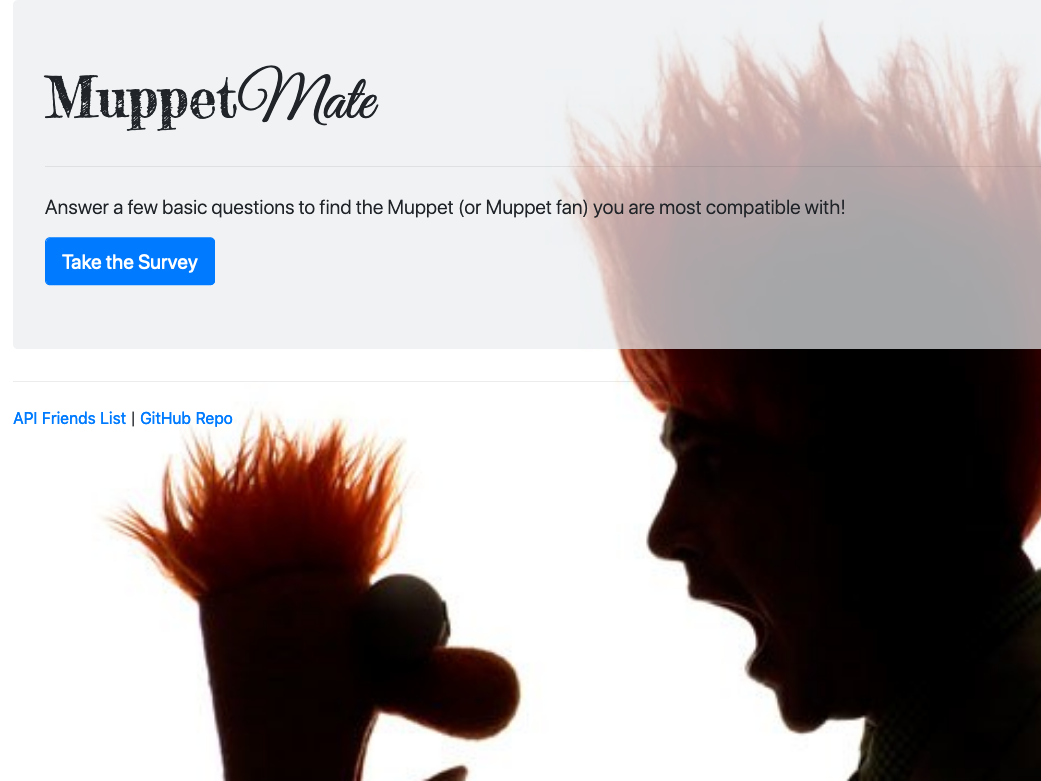 MuppetMate
Answer a few basic questions to find the Muppet (or Muppet fan) you are most compatible with!
Take the Survey
API Friends List | GitHub Repo